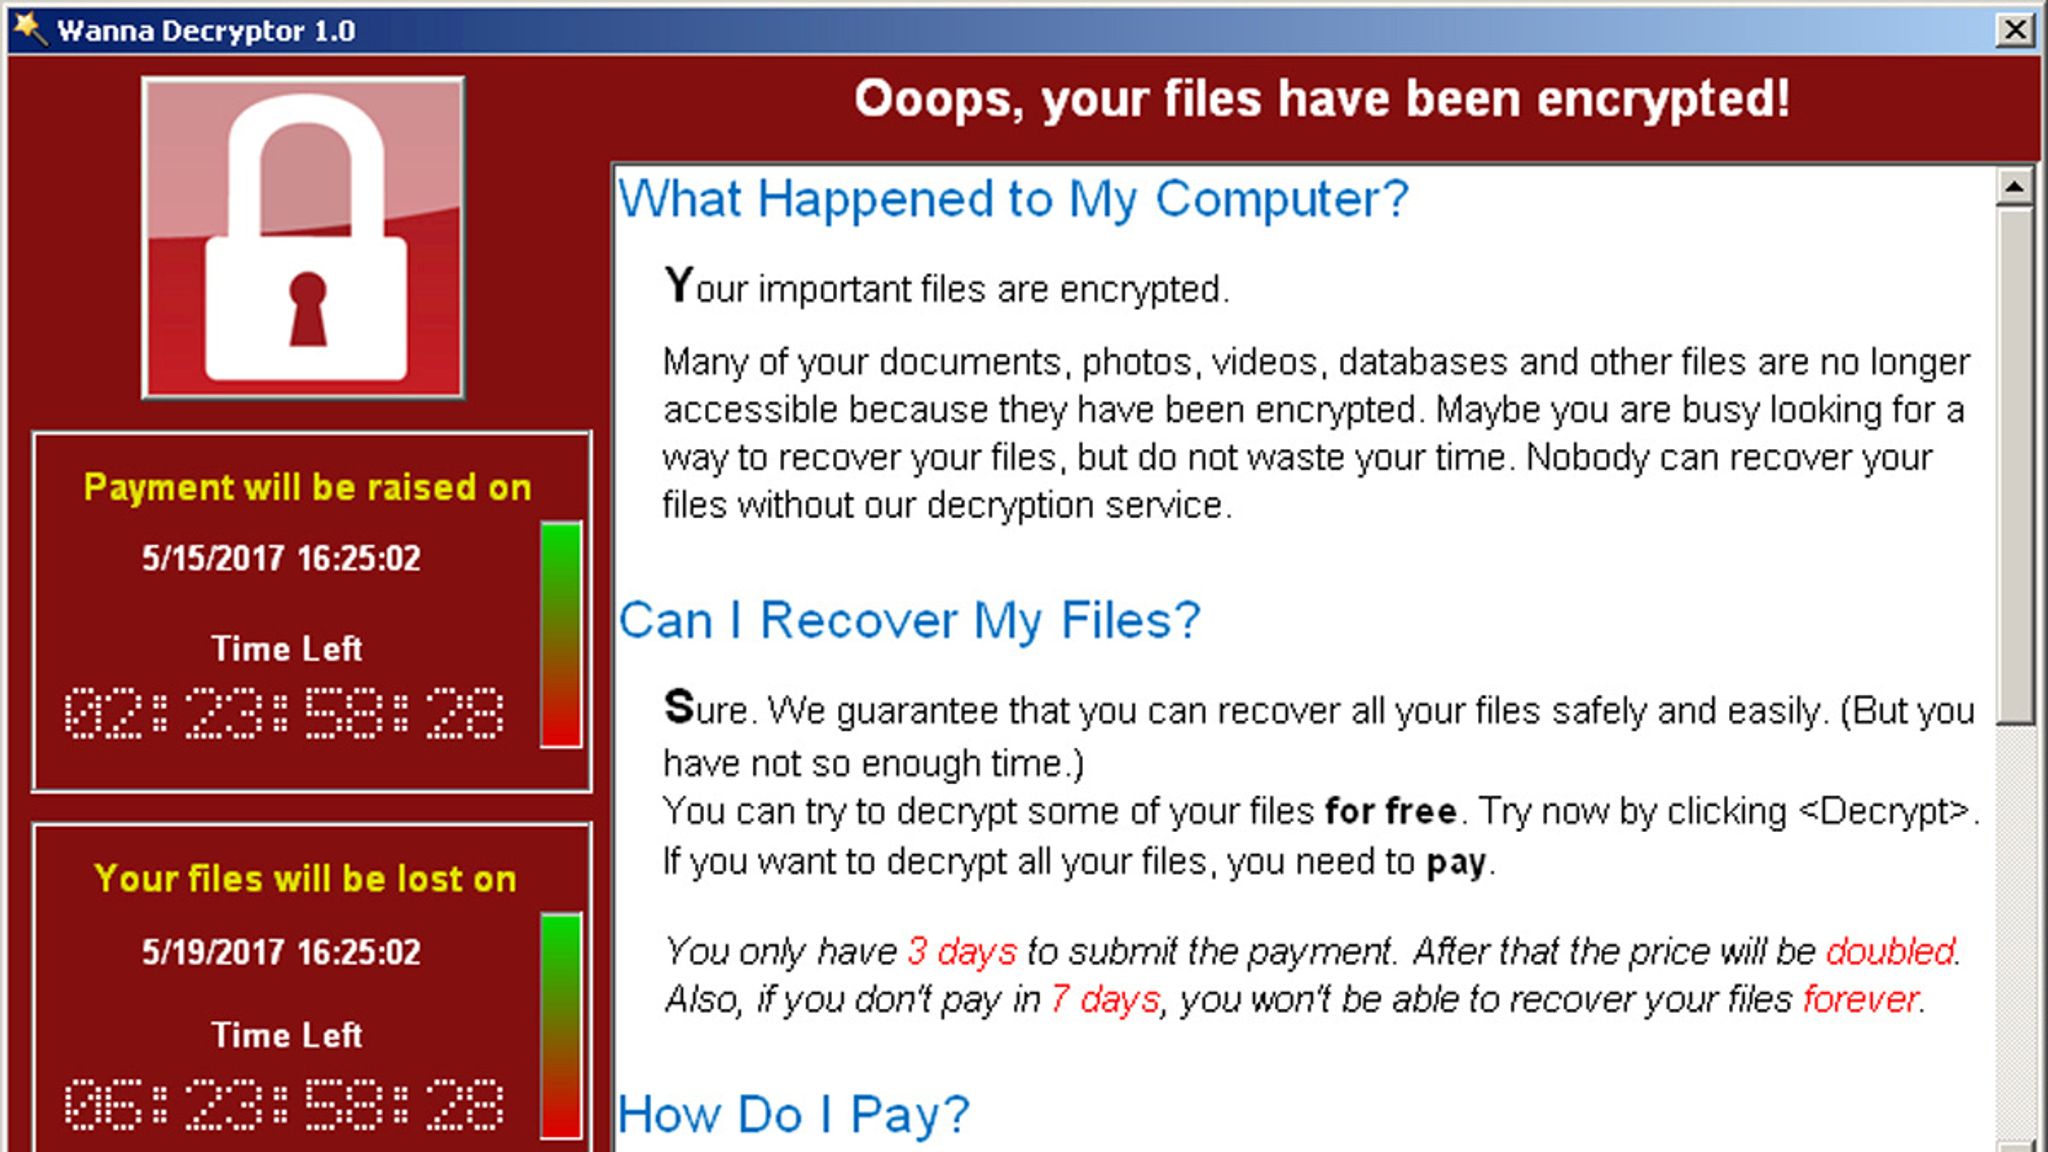 Wanna Decryptor 1.0
Ooops, your files have been encrypted!
Payment will be raised on
5/15/2017 16:25:02
Time Left
02:23:58:28
Your files will be lost on
5/19/2017 16:25:02
Time Left
06:23:58:28
What Happened to My Computer?
Your important files are encrypted.
Many of your documents, photos, videos, databases and other files are no longer
accessible because they have been encrypted. Maybe you are busy looking for a
way to recover your files, but do not waste your time. Nobody can recover your
files without our decryption service.
Can I Recover My Files?
Sure. We guarantee that you can recover all your files safely and easily. (But you
have not so enough time.)
You can try to decrypt some of your files for free. Try now by clicking <Decrypt>.
If you want to decrypt all your files, you need to pay.
You only have 3 days to submit the payment. After that the price will be doubled.
Also, if you don't pay in 7 days, you won't be able to recover your files forever.
How Do I Pay?